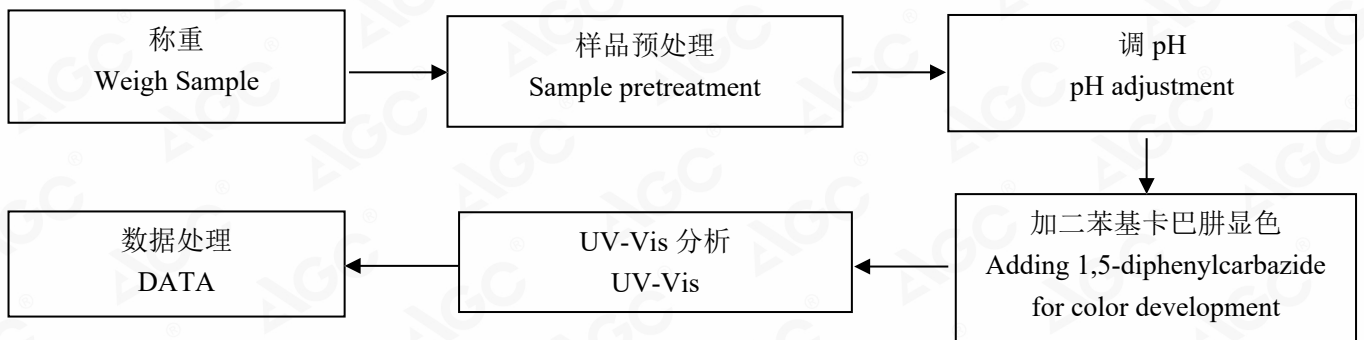 称重
Weigh Sample
样品预处理
Sample pretreatment
调 pH
pH adjustment
加二苯基卡巴肼显色
Adding 1,5-diphenylcarbazide
for color development
UV-Vis 分析
UV-Vis
数据处理
DATA